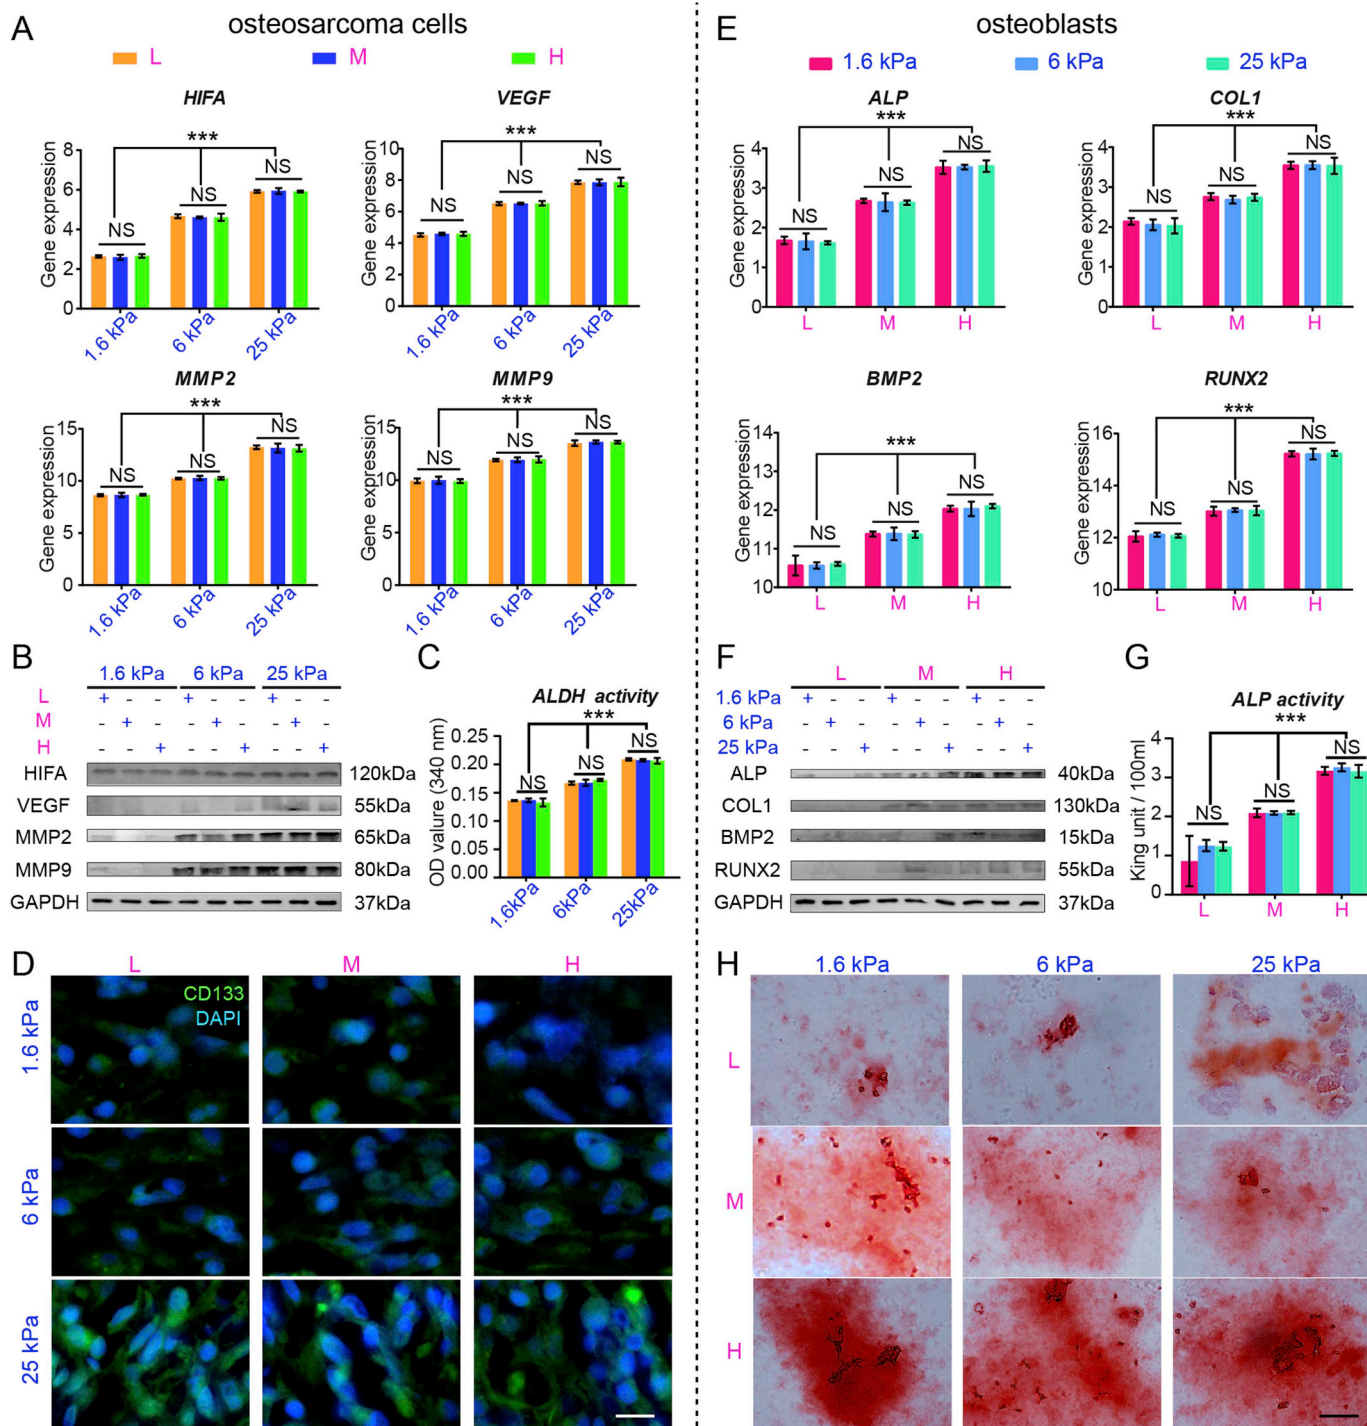 A osteosarcoma cells
L M H
HIFA VEGF
Gene expression
8
6
4
2
0
NS NS NS ***
1.6 kPa 6 kPa 25 kPa
Gene expression
10
8
6
4
2
0
NS NS NS ***
1.6 kPa 6 kPa 25 kPa
MMP2 MMP9
Gene expression
15
10
5
0
NS NS NS ***
1.6 kPa 6 kPa 25 kPa
Gene expression
15
10
5
0
NS NS NS ***
1.6 kPa 6 kPa 25 kPa
B
1.6 kPa 6 kPa 25 kPa
L + - - + - - + - -
M - + - - + - - + -
H - - + - - + - - +
HIFA 120kDa
VEGF 55kDa
MMP2 65kDa
MMP9 80kDa
GAPDH 37kDa
C
ALDH activity
OD valure (340 nm)
0.25
0.20
0.15
0.10
0.05
0.00
NS NS NS ***
1.6kPa 6kPa 25kPa
D
L M H
CD133
DAPI
1.6 kPa
6 kPa
25 kPa
E osteoblasts
1.6 kPa 6 kPa 25 kPa
ALP COL1
Gene expression
4
3
2
1
0
NS NS NS ***
L M H
Gene expression
4
3
2
1
0
NS NS NS ***
L M H
BMP2 RUNX2
Gene expression
14
13
12
11
10
NS NS NS ***
L M H
Gene expression
16
14
12
10
NS NS NS ***
L M H
F
L M H
1.6 kPa + - - + - - + - -
6 kPa - + - - + - - + -
25 kPa - - + - - + - - +
ALP 40kDa
COL1 130kDa
BMP2 15kDa
RUNX2 55kDa
GAPDH 37kDa
G
ALP activity
King unit / 100ml
4
3
2
1
0
NS NS NS ***
L M H
H
1.6 kPa 6 kPa 25 kPa
L
M
H